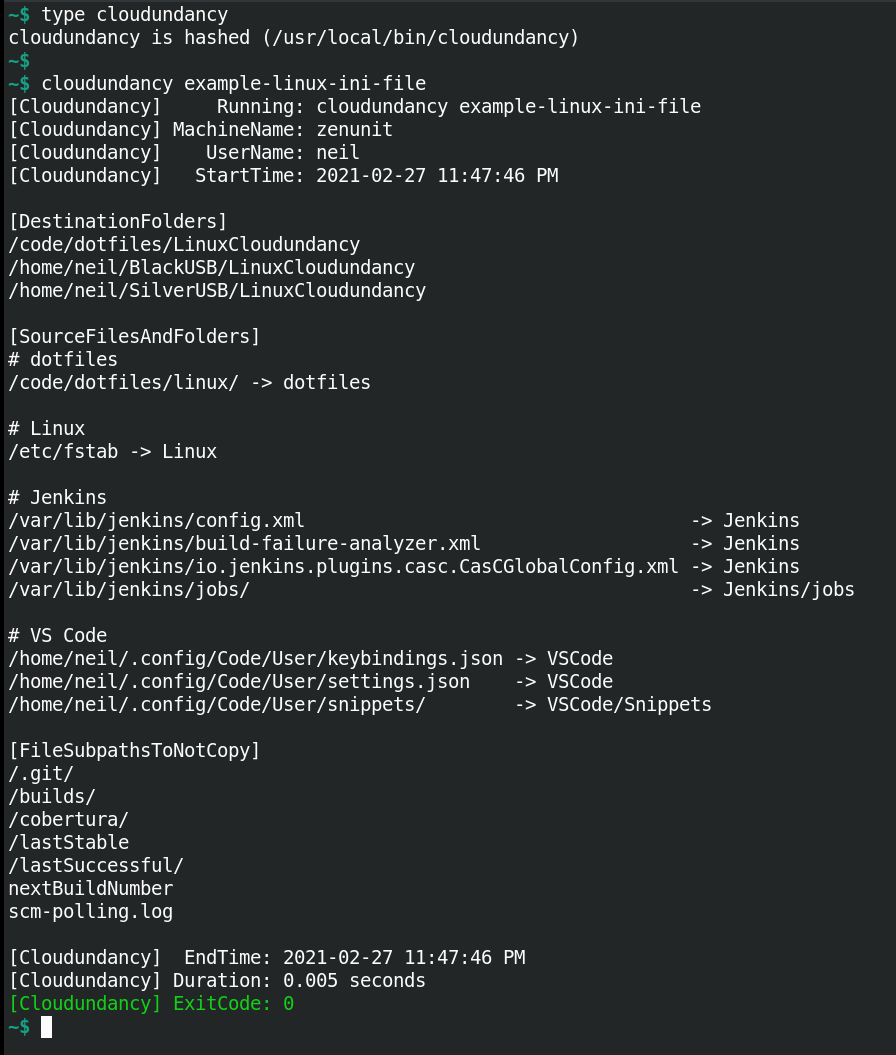 ~$ type cloudundancy
cloudundancy is hashed (/usr/local/bin/cloudundancy)
~$
~$ cloudundancy example-linux-ini-file
[Cloudundancy]     Running: cloudundancy example-linux-ini-file
[Cloudundancy] MachineName: zenunit
[Cloudundancy]    UserName: neil
[Cloudundancy]   StartTime: 2021-02-27 11:47:46 PM

[DestinationFolders]
/code/dotfiles/LinuxCloudundancy
/home/neil/BlackUSB/LinuxCloudundancy
/home/neil/SilverUSB/LinuxCloudundancy

[SourceFilesAndFolders]
# dotfiles
/code/dotfiles/linux/ -> dotfiles

# Linux
/etc/fstab -> Linux

# Jenkins
/var/lib/jenkins/config.xml                                   -> Jenkins
/var/lib/jenkins/build-failure-analyzer.xml                   -> Jenkins
/var/lib/jenkins/io.jenkins.plugins.casc.CasCGlobalConfig.xml -> Jenkins
/var/lib/jenkins/jobs/                                        -> Jenkins/jobs

# VS Code
/home/neil/.config/Code/User/keybindings.json -> VSCode
/home/neil/.config/Code/User/settings.json    -> VSCode
/home/neil/.config/Code/User/snippets/        -> VSCode/Snippets

[FileSubpathsToNotCopy]
/.git/
/builds/
/cobertura/
/lastStable
/lastSuccessful/
nextBuildNumber
scm-polling.log

[Cloudundancy]  EndTime: 2021-02-27 11:47:46 PM
[Cloudundancy] Duration: 0.005 seconds
[Cloudundancy] ExitCode: 0
~$